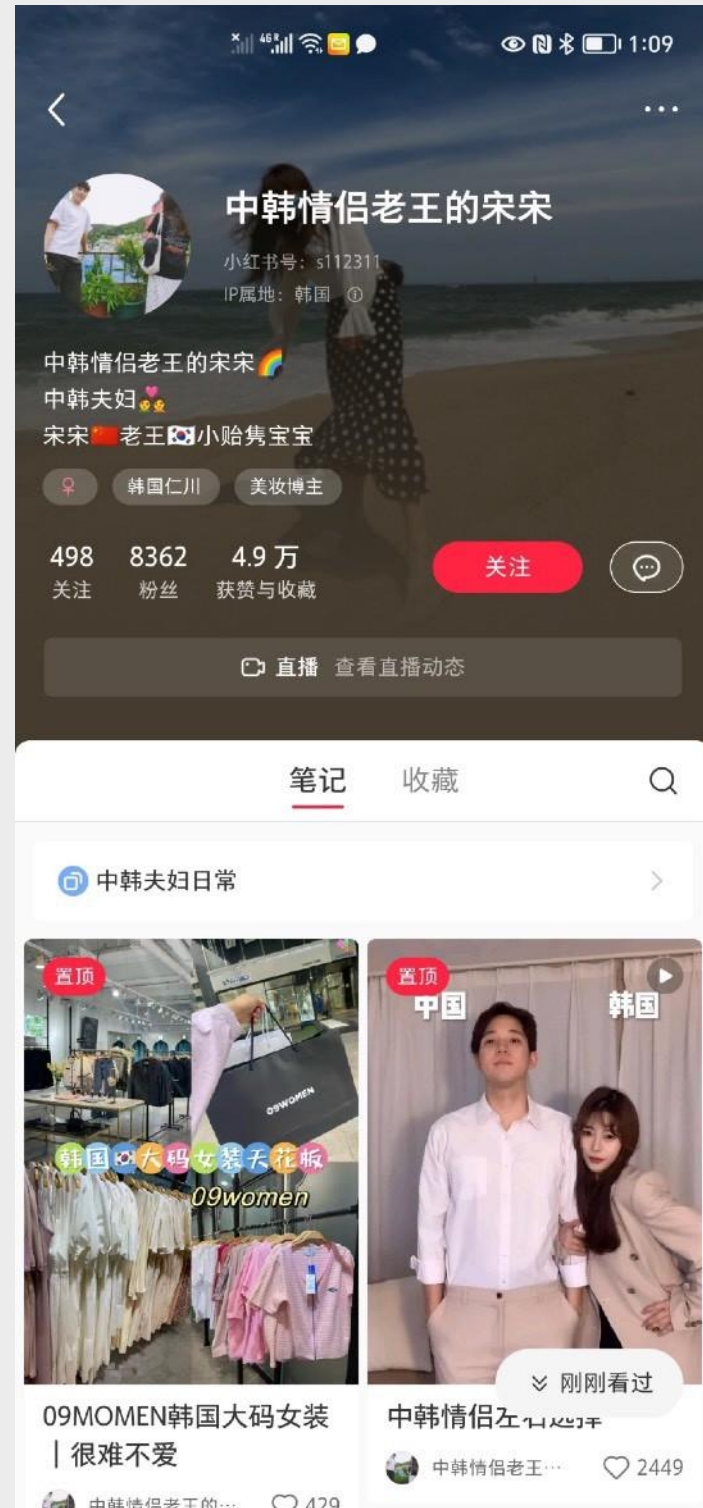 4G 1:09
中韩情侣老王的宋宋
小红书号：s112311
IP属地：韩国
中韩情侣老王的宋宋🌈
中韩夫妇💑
宋宋🇨🇳老王🇰🇷小贻隽宝宝
♀ 韩国仁川 美妆博主
498 8362 4.9 万
关注 粉丝 获赞与收藏
关注
直播 查看直播动态
笔记 收藏
中韩夫妇日常
置顶
09WOMEN
韩国🇰🇷大码女装天花板
09women
09MOMEN韩国大码女装
｜很难不爱
中韩情侣老王的… 429
置顶
中国 韩国
刚刚看过
中韩情侣左右选择
中韩情侣老王… 2449